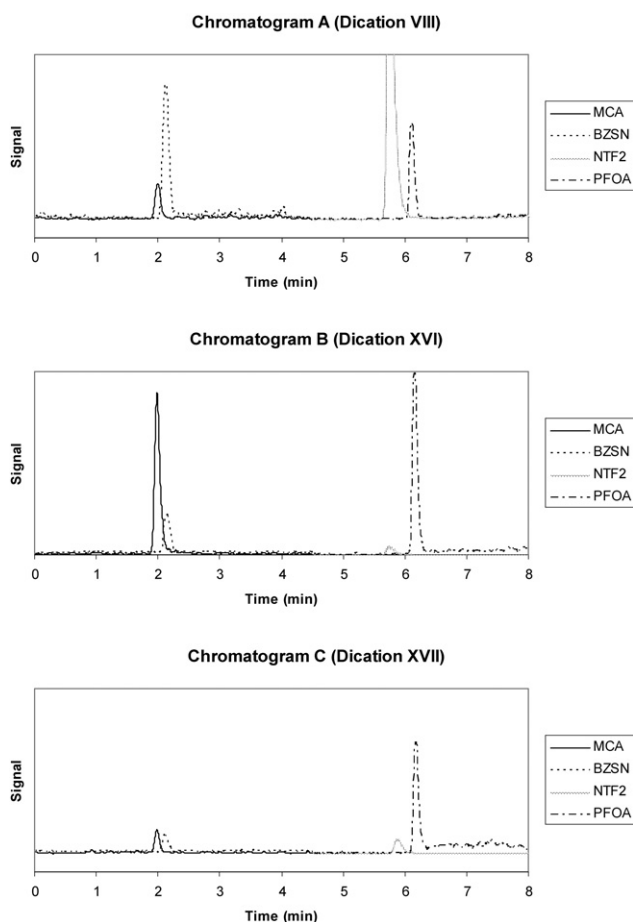 Chromatogram A (Dication VIII)
Signal
MCA
BZSN
NTF2
PFOA
0 1 2 3 4 5 6 7 8
Time (min)
Chromatogram B (Dication XVI)
Signal
MCA
BZSN
NTF2
PFOA
0 1 2 3 4 5 6 7 8
Time (min)
Chromatogram C (Dication XVII)
Signal
MCA
BZSN
NTF2
PFOA
0 1 2 3 4 5 6 7 8
Time (min)